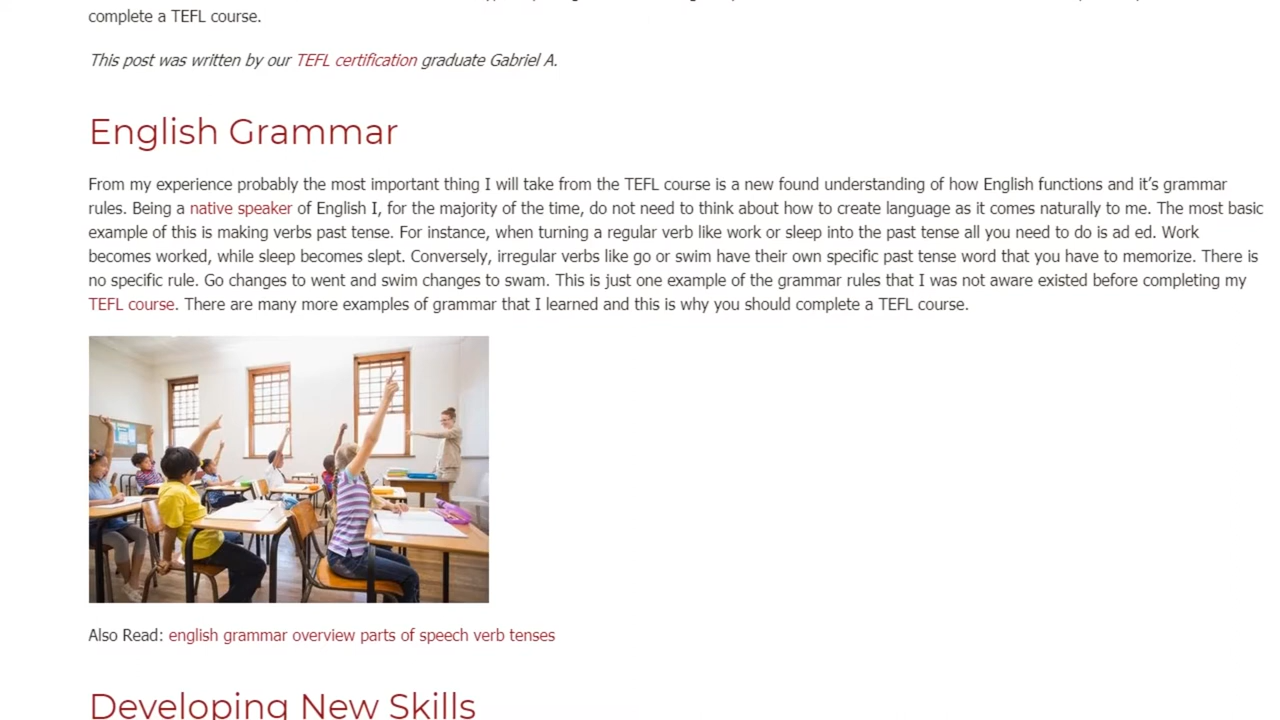 complete a TEFL course.
This post was written by our TEFL certification graduate Gabriel A.
English Grammar
From my experience probably the most important thing I will take from the TEFL course is a new found understanding of how English functions and it’s grammar
rules. Being a native speaker of English I, for the majority of the time, do not need to think about how to create language as it comes naturally to me. The most basic
example of this is making verbs past tense. For instance, when turning a regular verb like work or sleep into the past tense all you need to do is ad ed. Work
becomes worked, while sleep becomes slept. Conversely, irregular verbs like go or swim have their own specific past tense word that you have to memorize. There is
no specific rule. Go changes to went and swim changes to swam. This is just one example of the grammar rules that I was not aware existed before completing my
TEFL course. There are many more examples of grammar that I learned and this is why you should complete a TEFL course.
Also Read: english grammar overview parts of speech verb tenses
Developing New Skills